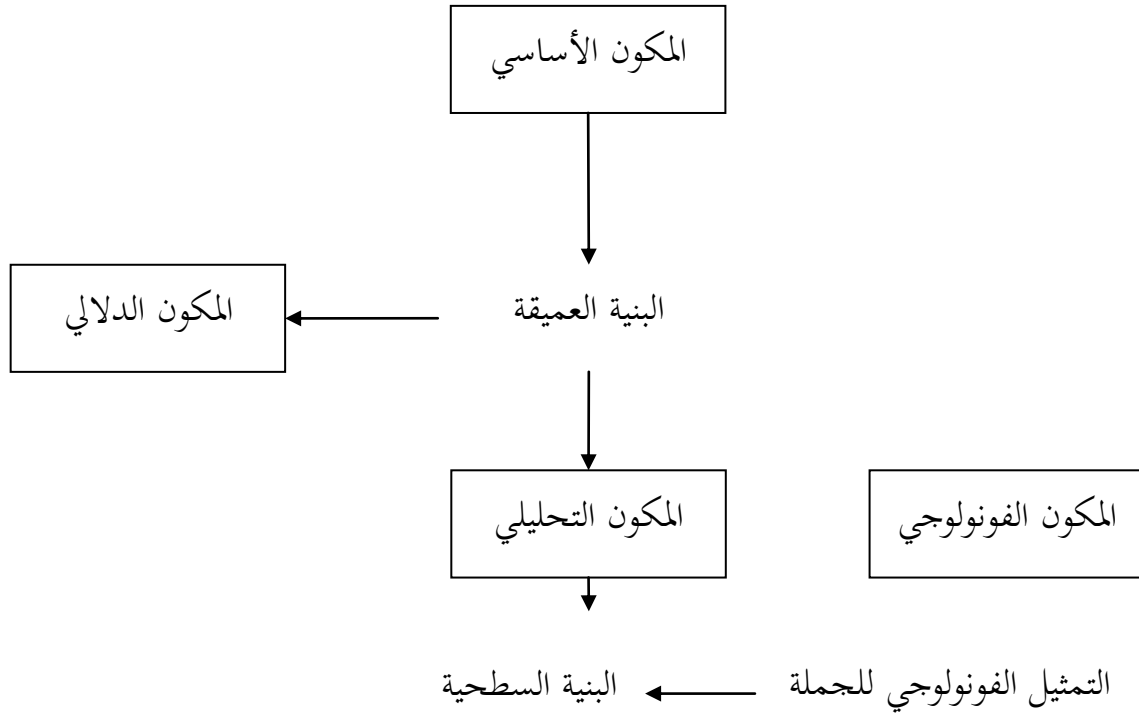 المكون الأساسي
البنية العميقة
المكون الدلالي
المكون الفونولوجي
المكون التحليلي
التمثيل الفونولوجي للجملة
البنية السطحية